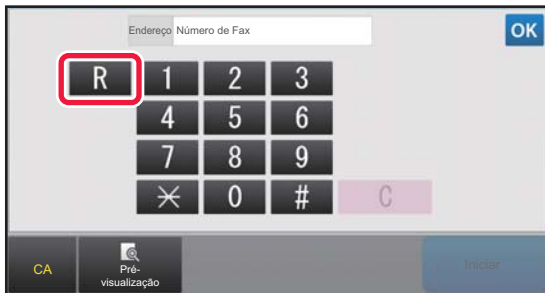 Endereço Número de Fax OK
R 1 2 3
4 5 6
7 8 9
* 0 # C
CA Pré-
visualização Iniciar